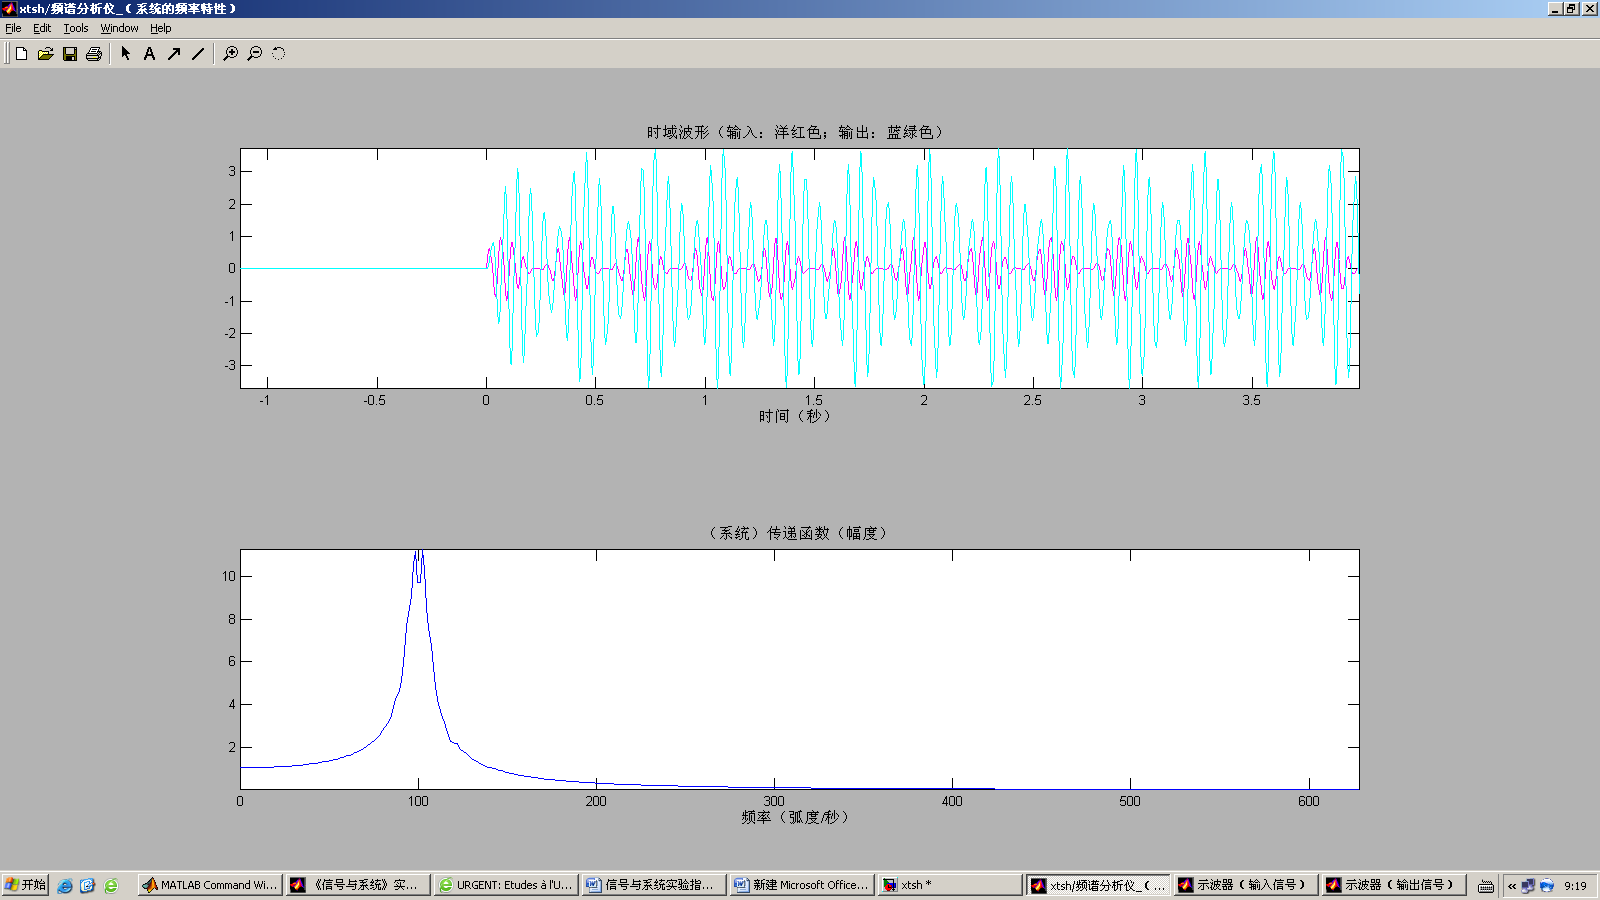 xtsh/频谱分析仪_（系统的频率特性）
File Edit Tools Window Help
A
时域波形（输入：洋红色；输出：蓝绿色）
3
2
1
0
-1
-2
-3
-1 -0.5 0 0.5 1 1.5 2 2.5 3 3.5
时间（秒）
（系统）传递函数（幅度）
10
8
6
4
2
0 100 200 300 400 500 600
频率（弧度/秒）
开始 MATLAB Command Wi... 《信号与系统》实... URGENT: Etudes à l'U... 信号与系统实验指... 新建 Microsoft Office... xtsh * xtsh/频谱分析仪_（... 示波器（输入信号） 示波器（输出信号） « 9:19